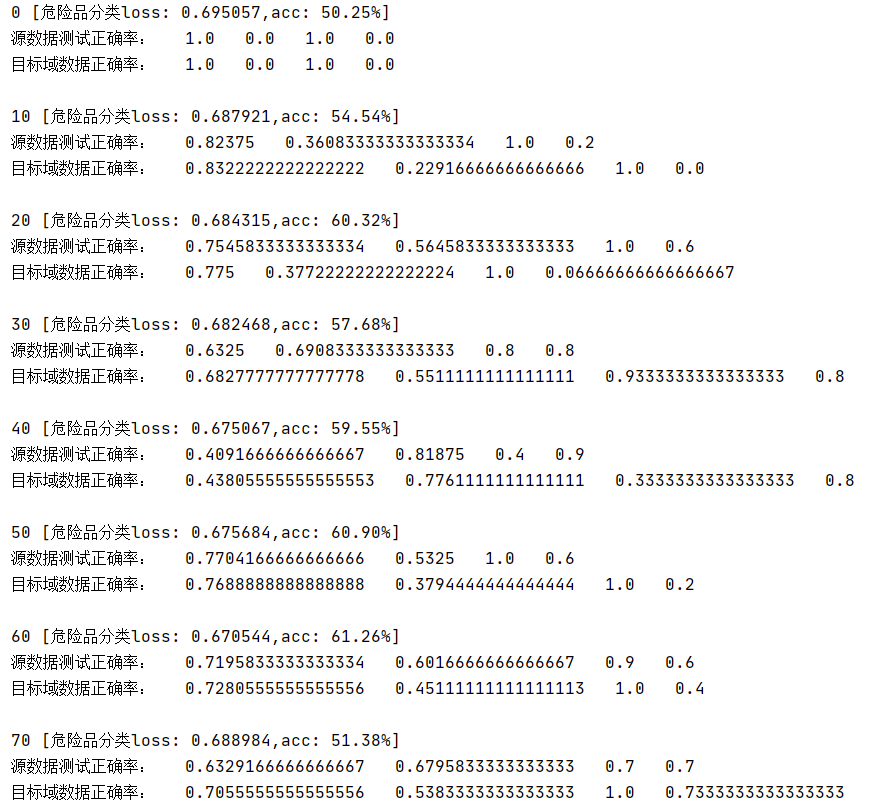 0 [危险品分类loss: 0.695057,acc: 50.25%]
源数据测试正确率： 1.0 0.0 1.0 0.0
目标域数据正确率： 1.0 0.0 1.0 0.0
10 [危险品分类loss: 0.687921,acc: 54.54%]
源数据测试正确率： 0.82375 0.36083333333333334 1.0 0.2
目标域数据正确率： 0.8322222222222222 0.22916666666666666 1.0 0.0
20 [危险品分类loss: 0.684315,acc: 60.32%]
源数据测试正确率： 0.7545833333333334 0.5645833333333333 1.0 0.6
目标域数据正确率： 0.775 0.37722222222222224 1.0 0.06666666666666667
30 [危险品分类loss: 0.682468,acc: 57.68%]
源数据测试正确率： 0.6325 0.6908333333333333 0.8 0.8
目标域数据正确率： 0.6827777777777778 0.5511111111111111 0.9333333333333333 0.8
40 [危险品分类loss: 0.675067,acc: 59.55%]
源数据测试正确率： 0.4091666666666667 0.81875 0.4 0.9
目标域数据正确率： 0.43805555555555553 0.7761111111111111 0.3333333333333333 0.8
50 [危险品分类loss: 0.675684,acc: 60.90%]
源数据测试正确率： 0.7704166666666666 0.5325 1.0 0.6
目标域数据正确率： 0.7688888888888888 0.3794444444444444 1.0 0.2
60 [危险品分类loss: 0.670544,acc: 61.26%]
源数据测试正确率： 0.7195833333333334 0.6016666666666667 0.9 0.6
目标域数据正确率： 0.7280555555555556 0.45111111111111113 1.0 0.4
70 [危险品分类loss: 0.688984,acc: 51.38%]
源数据测试正确率： 0.6329166666666667 0.6795833333333333 0.7 0.7
目标域数据正确率： 0.7055555555555556 0.5383333333333333 1.0 0.7333333333333333